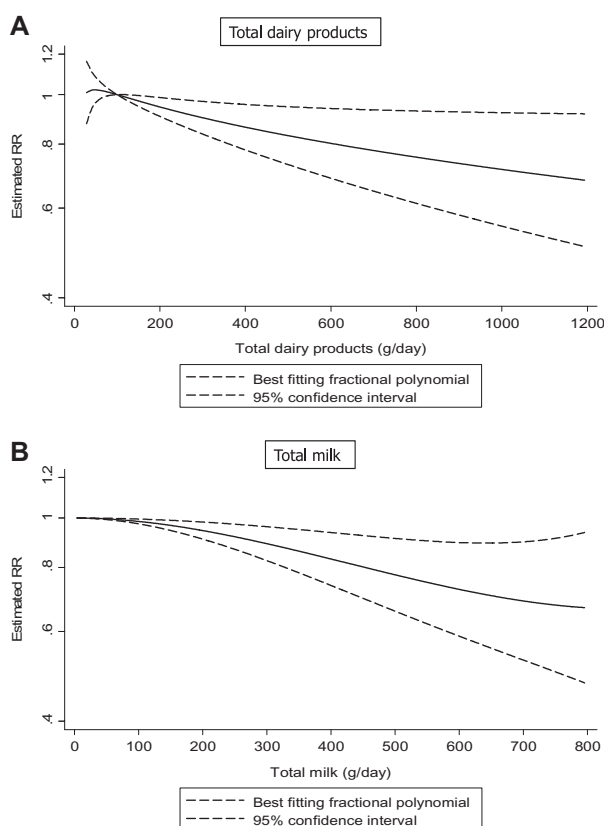 A
Total dairy products
1.2
1
.8
.6
.4
Estimated RR
0 200 400 600 800 1000 1200
Total dairy products (g/day)
Best fitting fractional polynomial
95% confidence interval
B
Total milk
1.2
1
.8
.6
.4
Estimated RR
0 100 200 300 400 500 600 700 800
Total milk (g/day)
Best fitting fractional polynomial
95% confidence interval